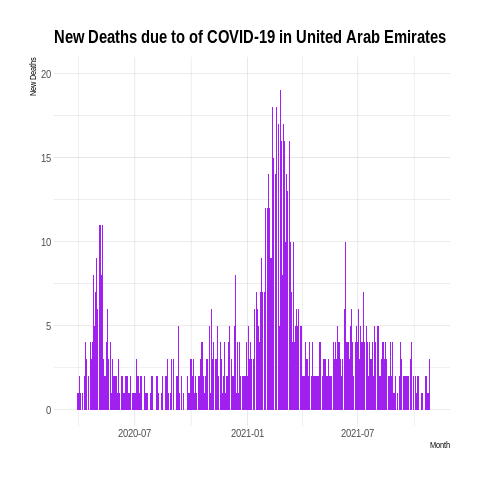 New Deaths due to of COVID-19 in United Arab Emirates
New Deaths
20
15
10
5
0
2020-07
2021-01
2021-07
Month